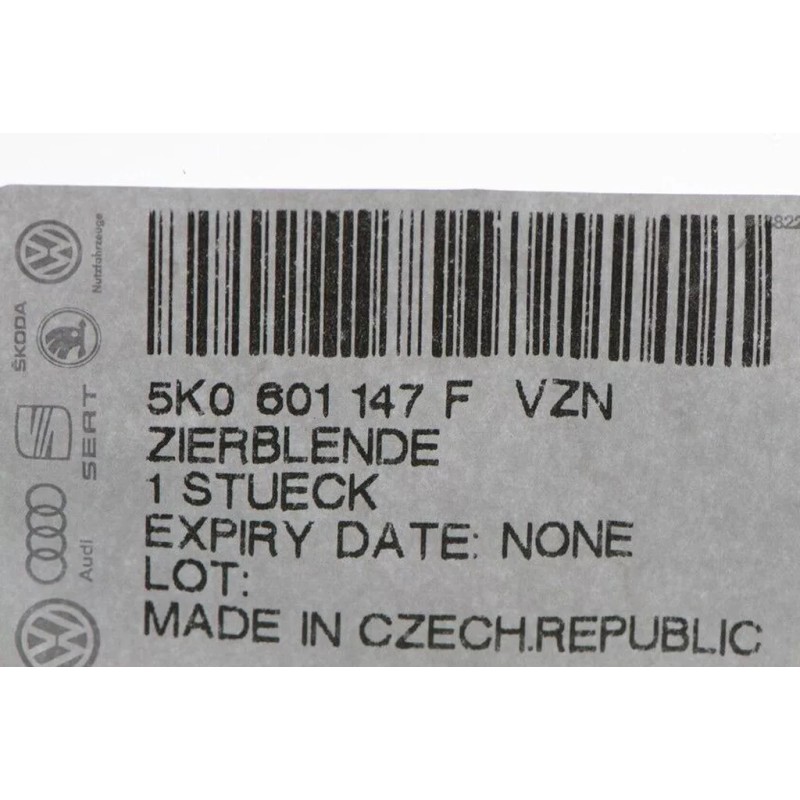 5K0 601 147 F VZN
ZIERBLENDE
1 STUECK
EXPIRY DATE: NONE
LOT:
MADE IN CZECH.REPUBLIC
Nutzfahrzeuge
ŠKODA
SEAT
Audi